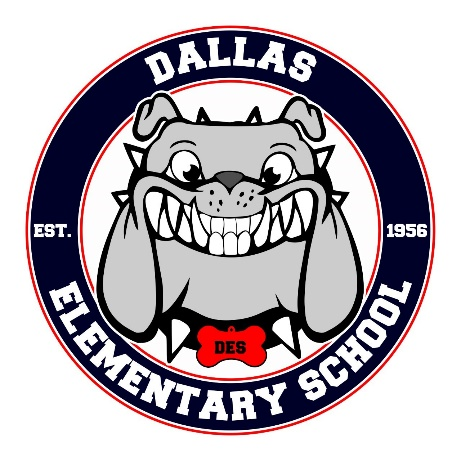 DALLAS
EST. 1956
DES
ELEMENTARY SCHOOL